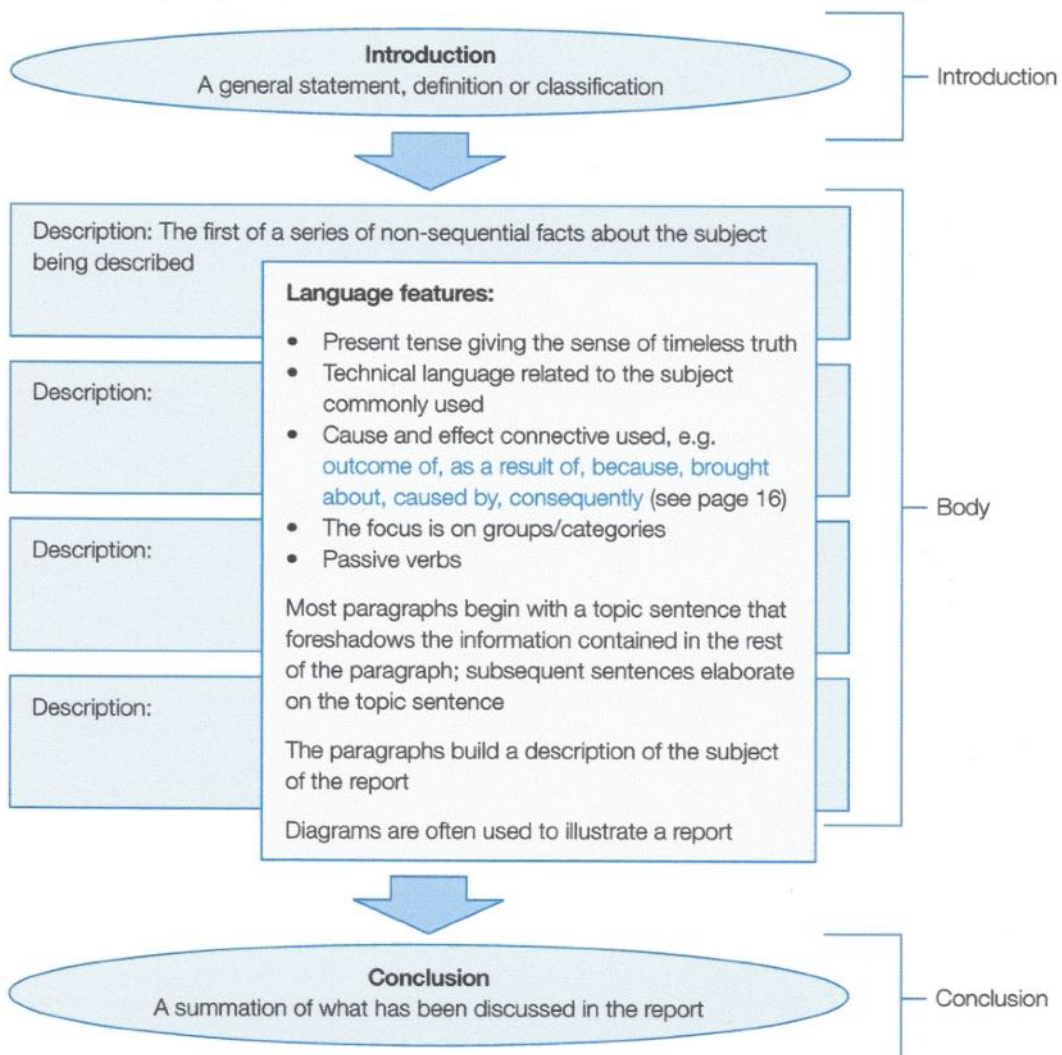 Introduction
A general statement, definition or classification
Introduction
Description: The first of a series of non-sequential facts about the subject
being described
Language features:
• Present tense giving the sense of timeless truth
• Technical language related to the subject
commonly used
• Cause and effect connective used, e.g.
outcome of, as a result of, because, brought
about, caused by, consequently (see page 16)
• The focus is on groups/categories
• Passive verbs
Most paragraphs begin with a topic sentence that
foreshadows the information contained in the rest
of the paragraph; subsequent sentences elaborate
on the topic sentence
The paragraphs build a description of the subject
of the report
Diagrams are often used to illustrate a report
Description:
Description:
Description:
Body
Conclusion
A summation of what has been discussed in the report
Conclusion